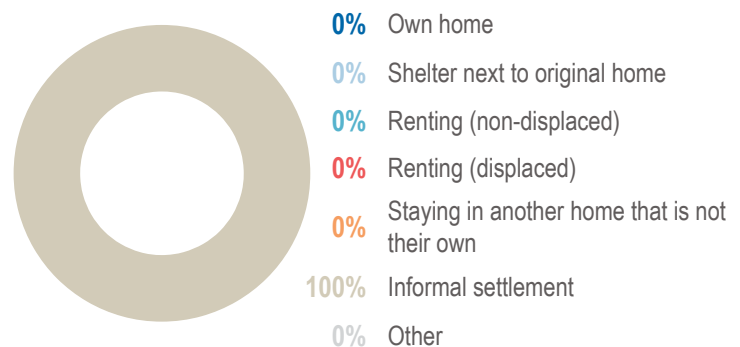 0% Own home
0% Shelter next to original home
0% Renting (non-displaced)
0% Renting (displaced)
0% Staying in another home that is not
their own
100% Informal settlement
0% Other